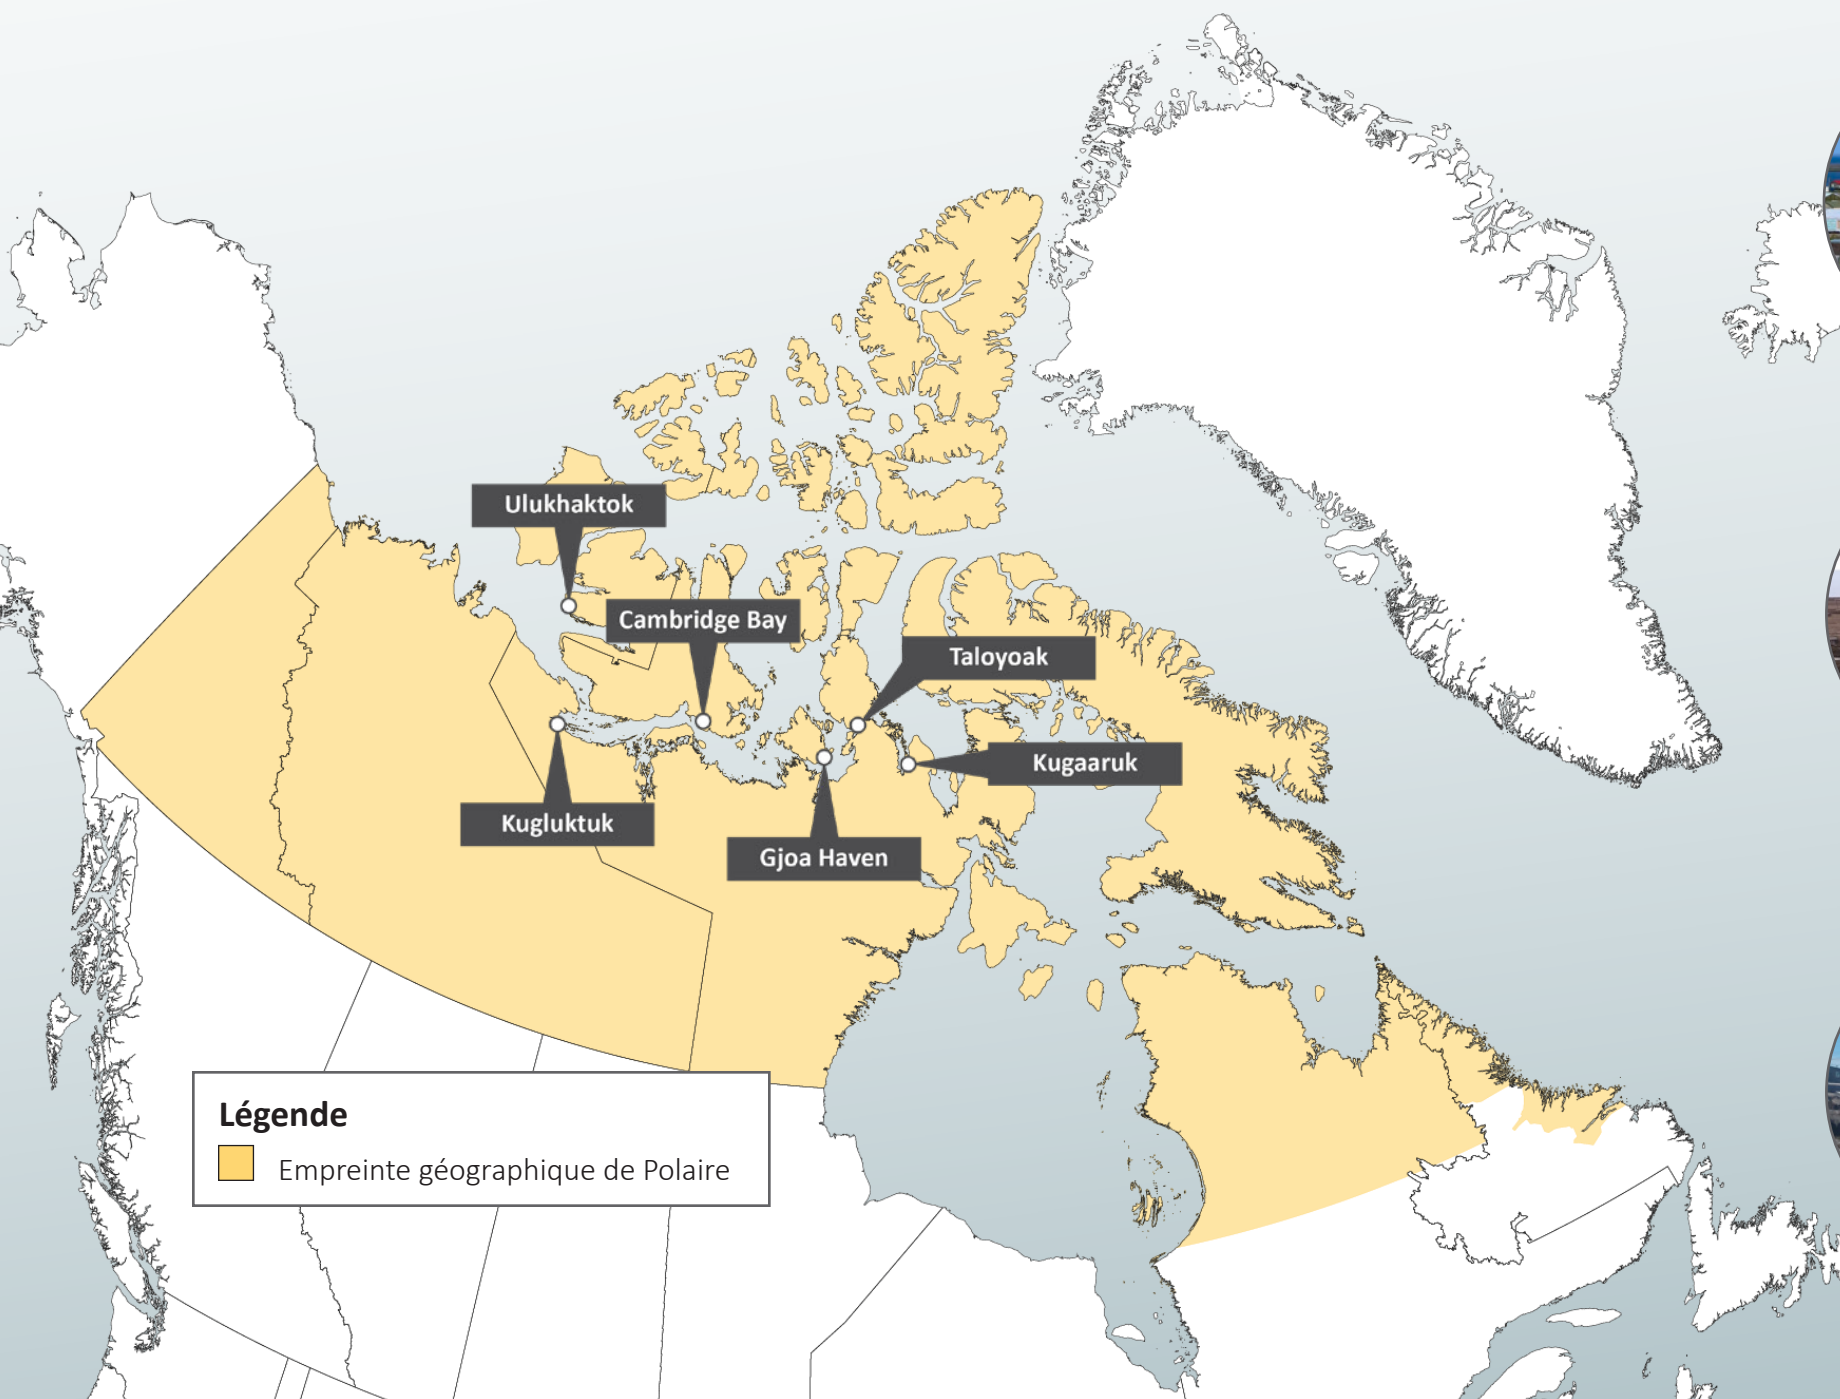 Ulukhaktok
Cambridge Bay
Taloyoak
Kugaaruk
Kugluktuk
Gjoa Haven
Légende
Empreinte géographique de Polaire